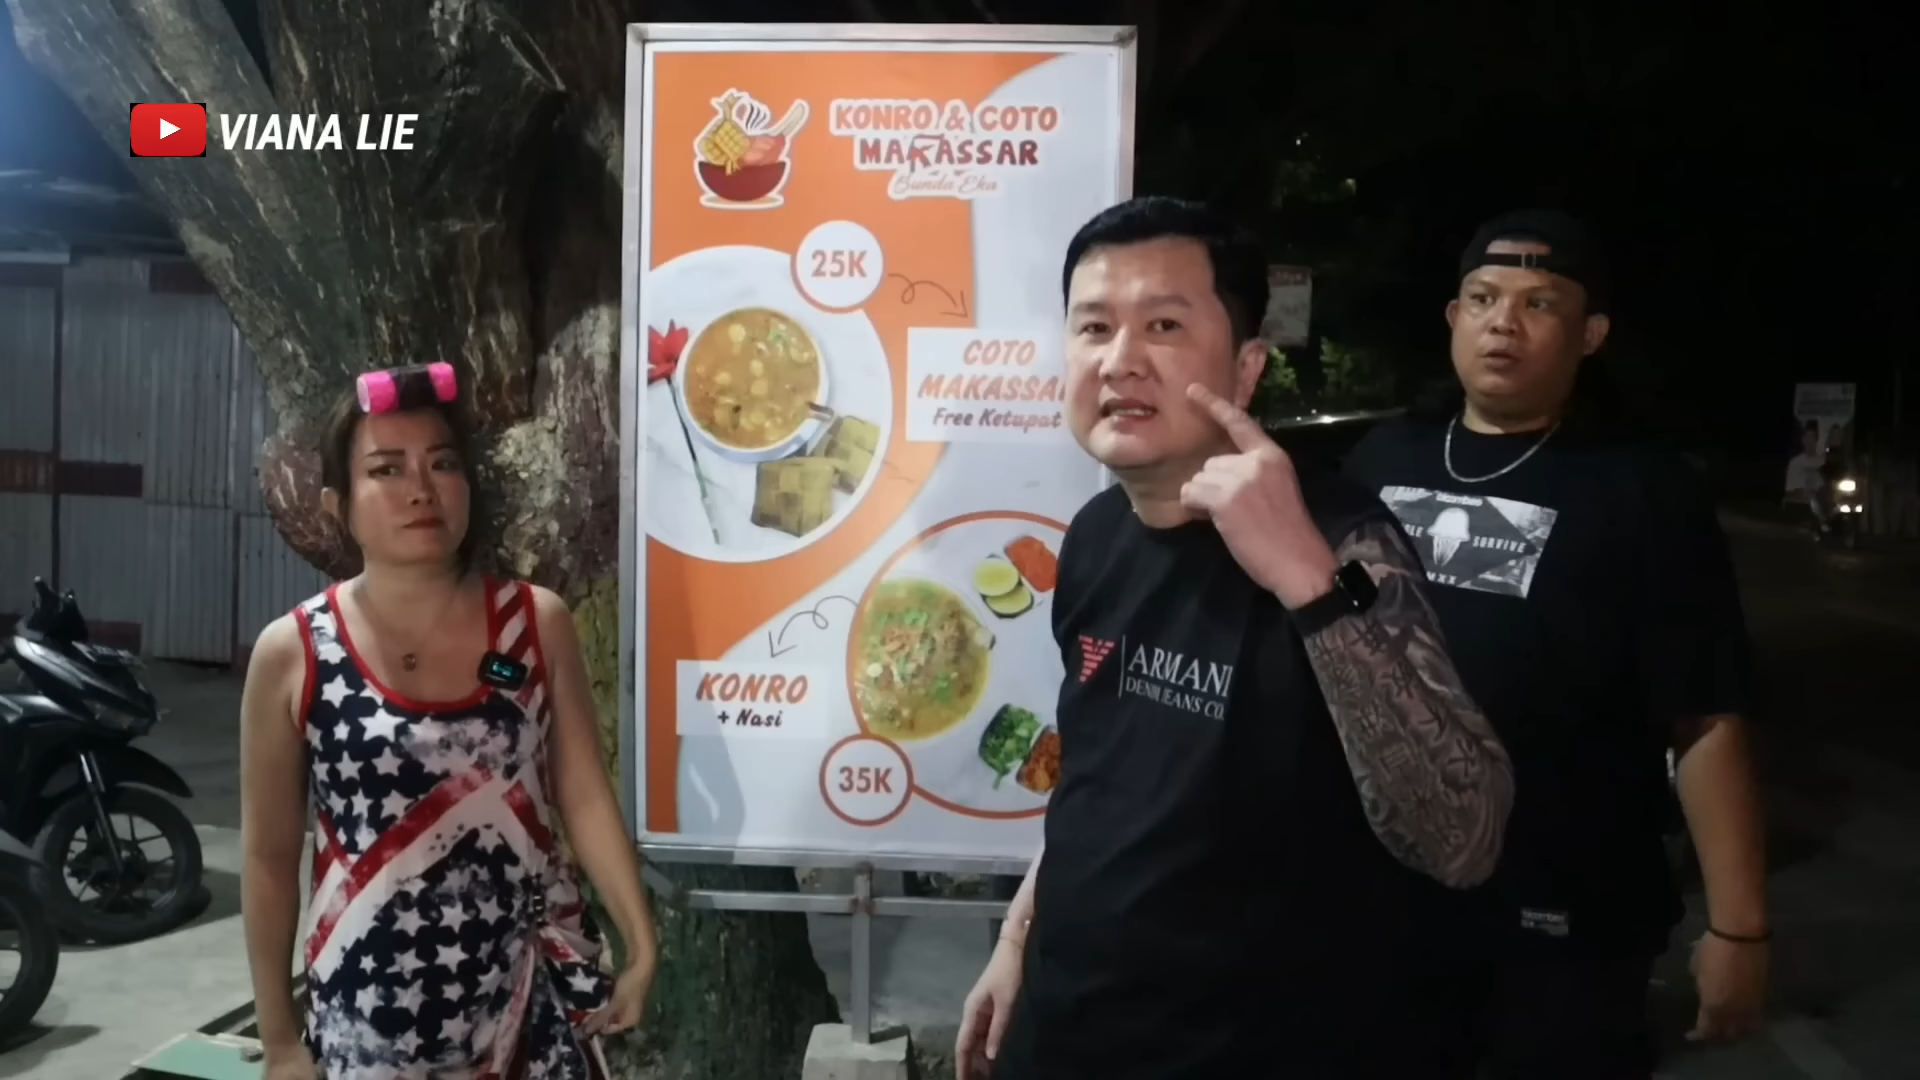 VIANA LIE
KONRO & COTO
MAKASSAR
Bunda Eka
25K
COTO
MAKASSA
Free Ketupat
KONRO
+ Nasi
35K
ARMANI
DENIM JEANS CO.
SURVIVE